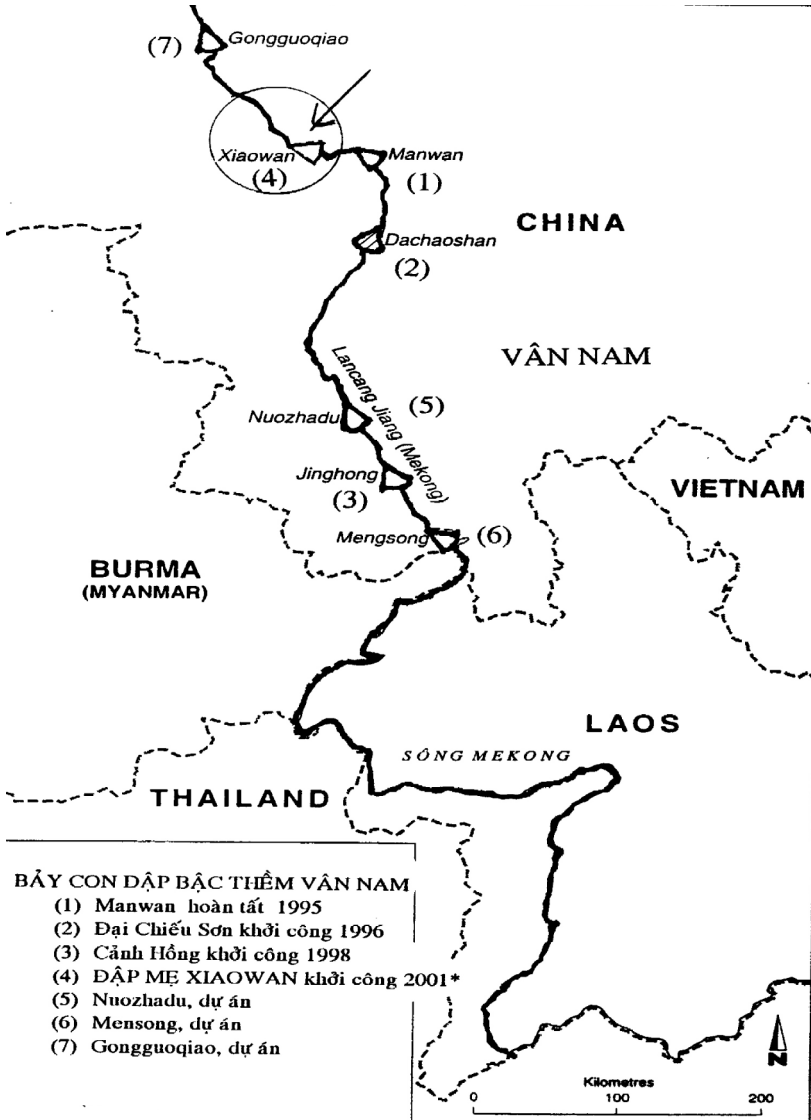 (7)
Gongguoqiao
Xiaowan
(4)
Manwan
(1)
CHINA
Dachaoshan
(2)
VÂN NAM
Lancang Jiang (Mekong)
(5)
Nuozhadu
Jinghong
(3)
VIETNAM
Mengsong
(6)
BURMA
(MYANMAR)
LAOS
SÔNG MEKONG
THAILAND
BẢY CON DẬP BẬC THỀM VÂN NAM
(1) Manwan hoàn tất 1995
(2) Đại Chiếu Sơn khởi công 1996
(3) Cảnh Hồng khởi công 1998
(4) ĐẬP MẸ XIAOWAN khởi công 2001*
(5) Nuozhadu, dự án
(6) Mensong, dự án
(7) Gongguoqiao, dự án
N
Kilometres
0 100 200